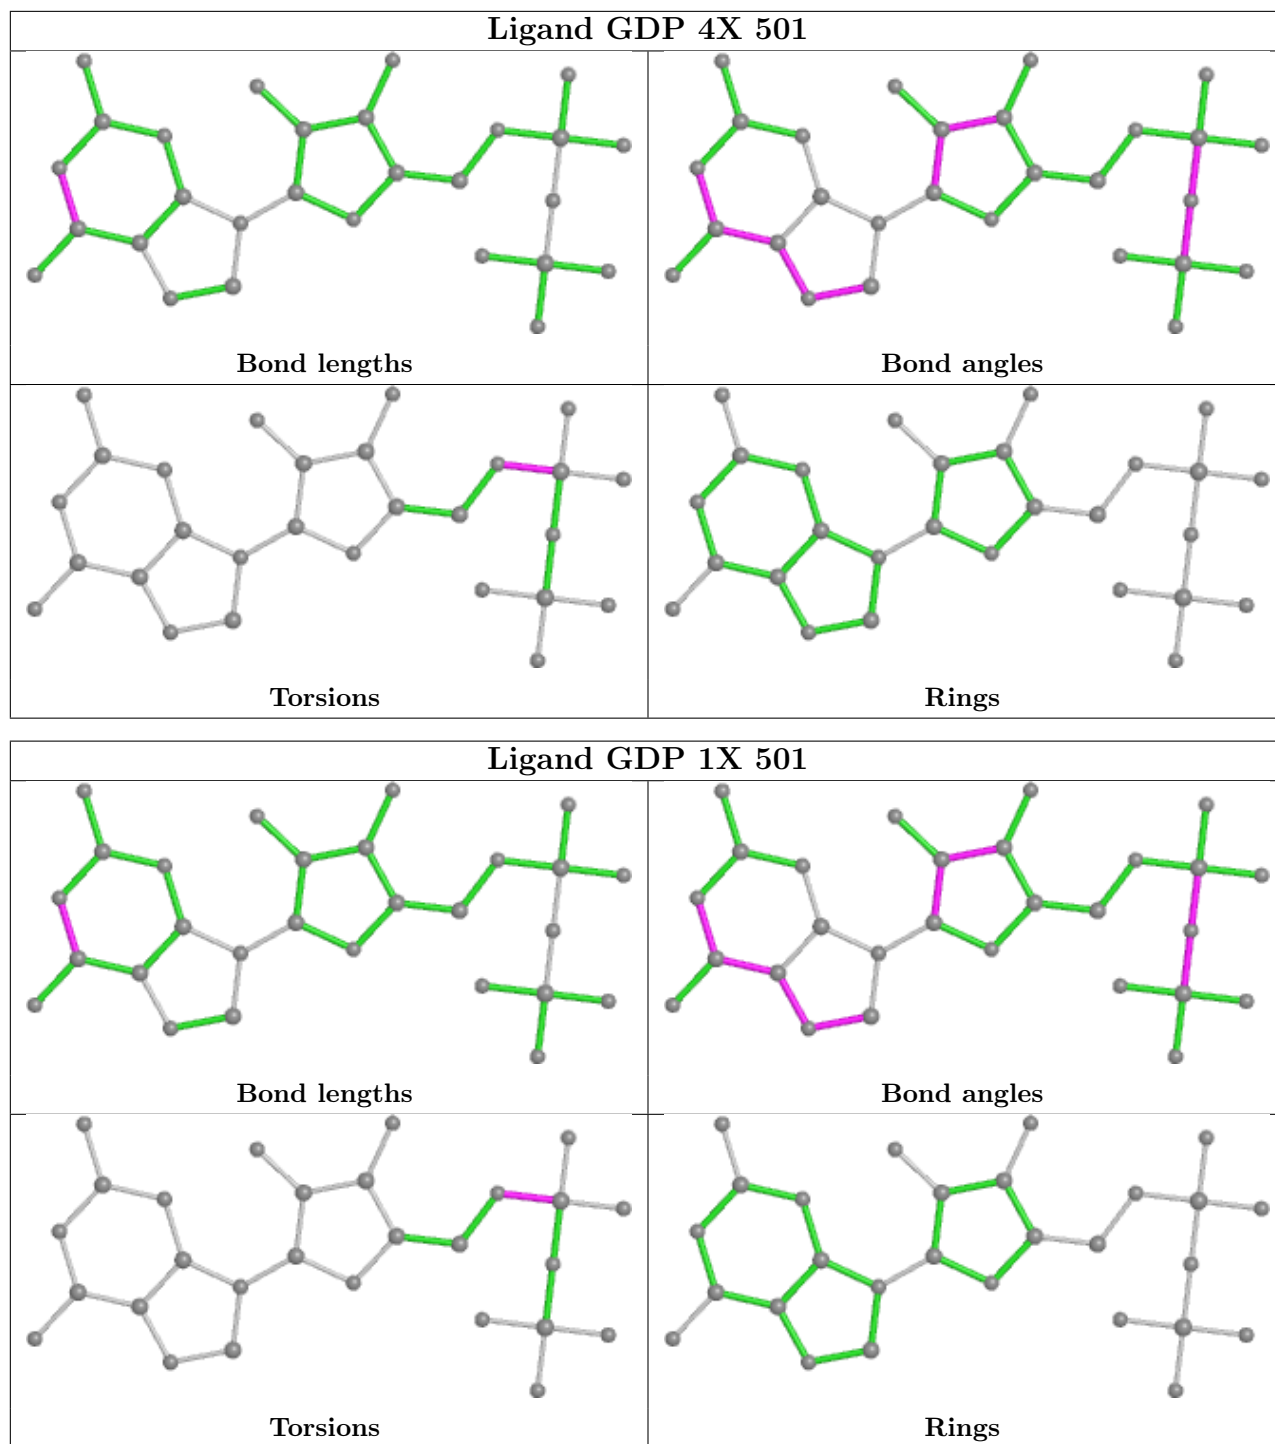 Ligand GDP 4X 501
Bond lengths
Bond angles
Torsions
Rings
Ligand GDP 1X 501
Bond lengths
Bond angles
Torsions
Rings